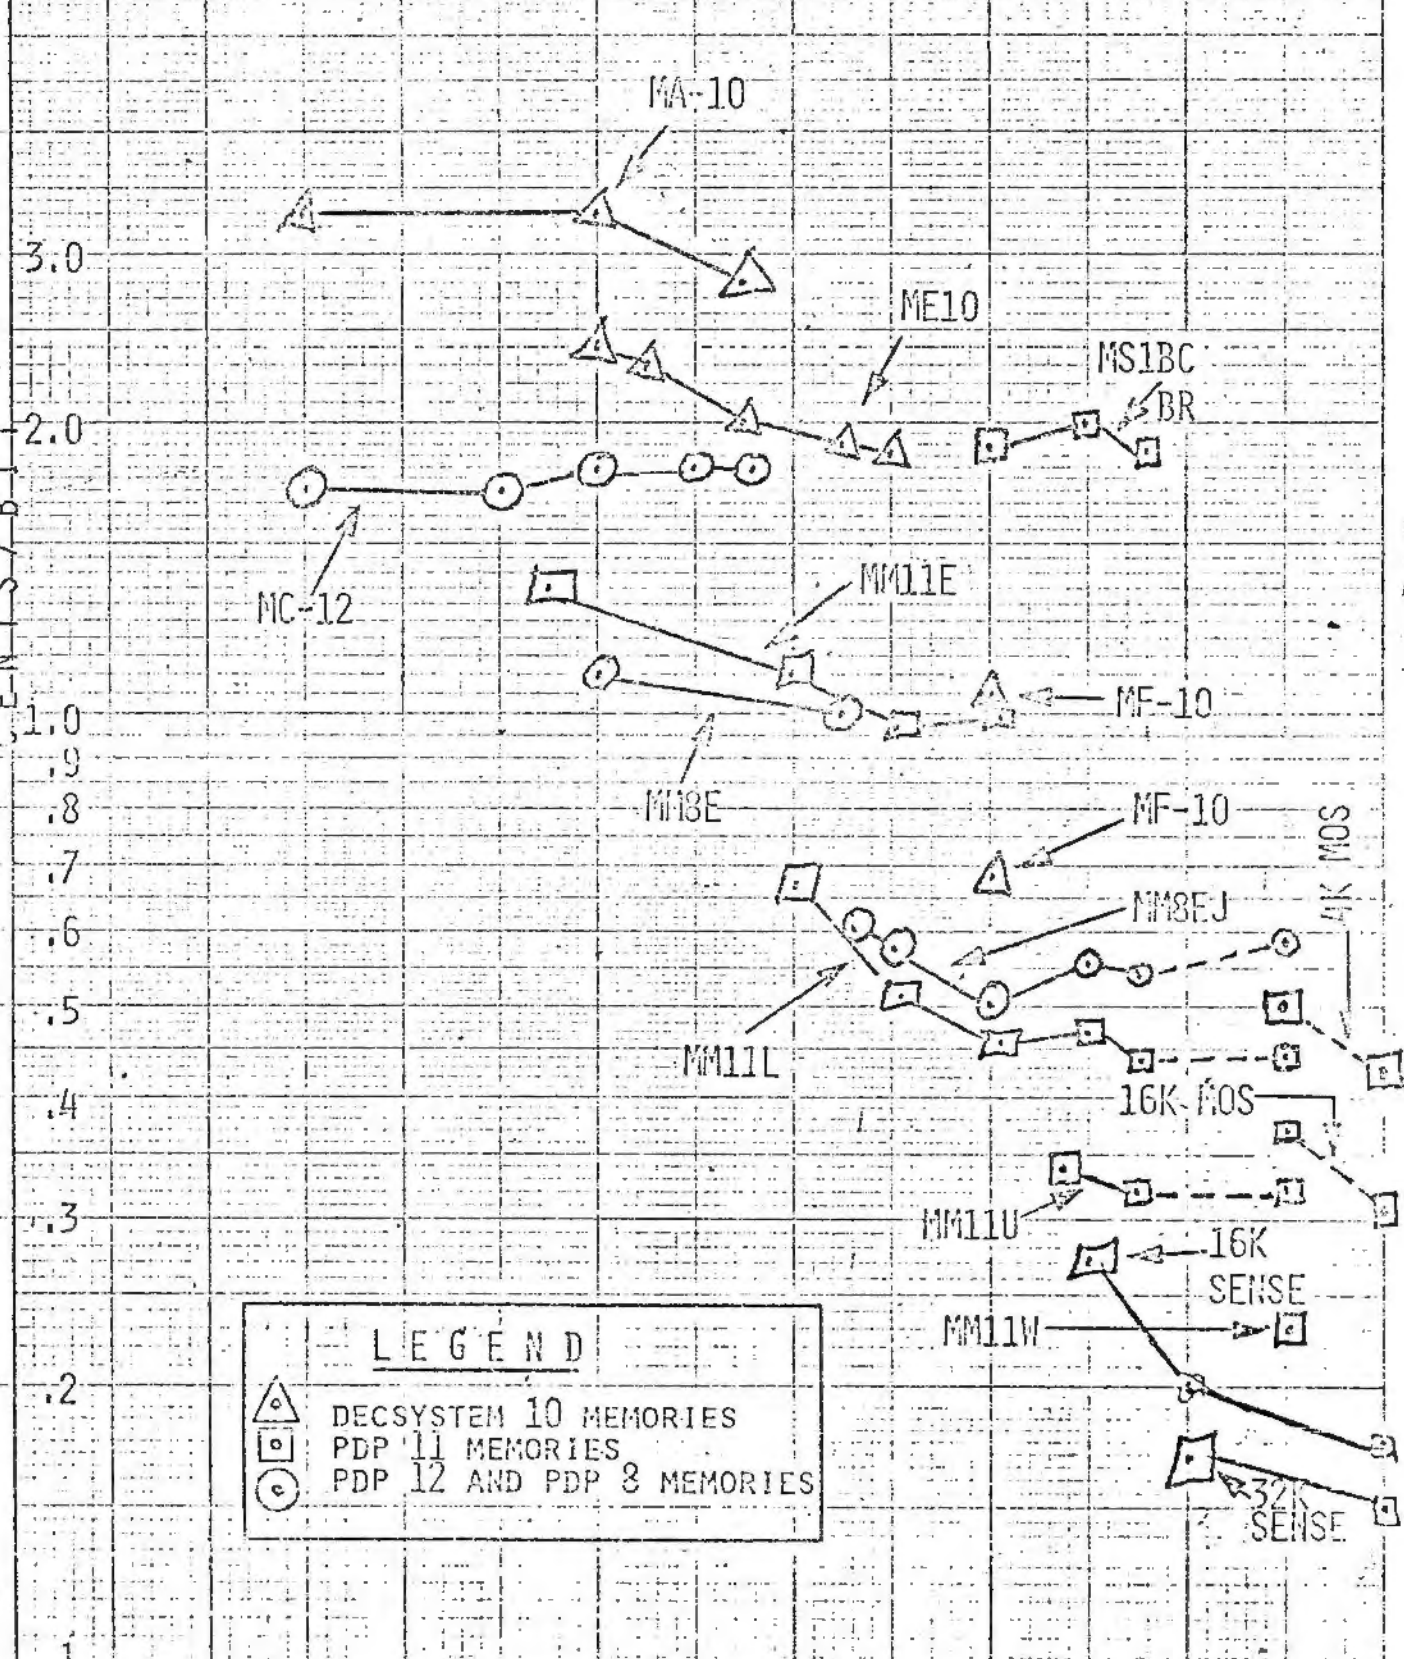 MA-10
3.0
ME10
MS1BC
BR
2.0
CENTS/BIT
MC-12
MM11E
MF-10
1.0
.9
.8
MM8E
MF-10
4K MOS
.7
MM8EJ
.6
.5
MM11L
.4
16K MOS
.3
MM11U
16K
SENSE
MM11W
LEGEND
.2
DECSYSTEM 10 MEMORIES
PDP 11 MEMORIES
PDP 12 AND PDP 8 MEMORIES
32K
SENSE
.1